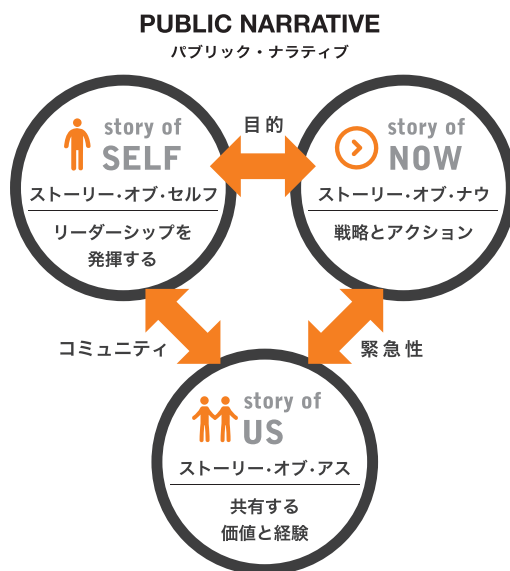 PUBLIC NARRATIVE
パブリック・ナラティブ
story of
SELF
ストーリー・オブ・セルフ
リーダーシップを
発揮する
目的
story of
NOW
ストーリー・オブ・ナウ
戦略とアクション
コミュニティ
緊急性
story of
US
ストーリー・オブ・アス
共有する
価値と経験